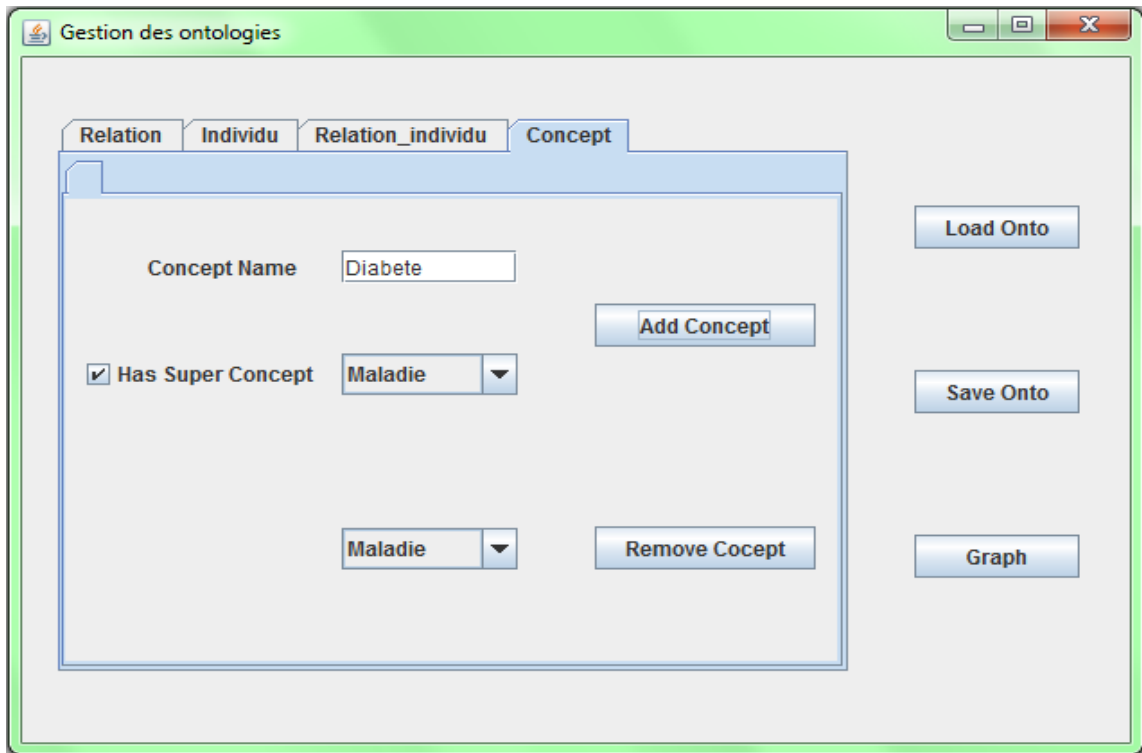 Gestion des ontologies
Relation Individu Relation_individu Concept
Load Onto
Concept Name Diabete
Add Concept
Has Super Concept Maladie
Save Onto
Maladie Remove Cocept
Graph